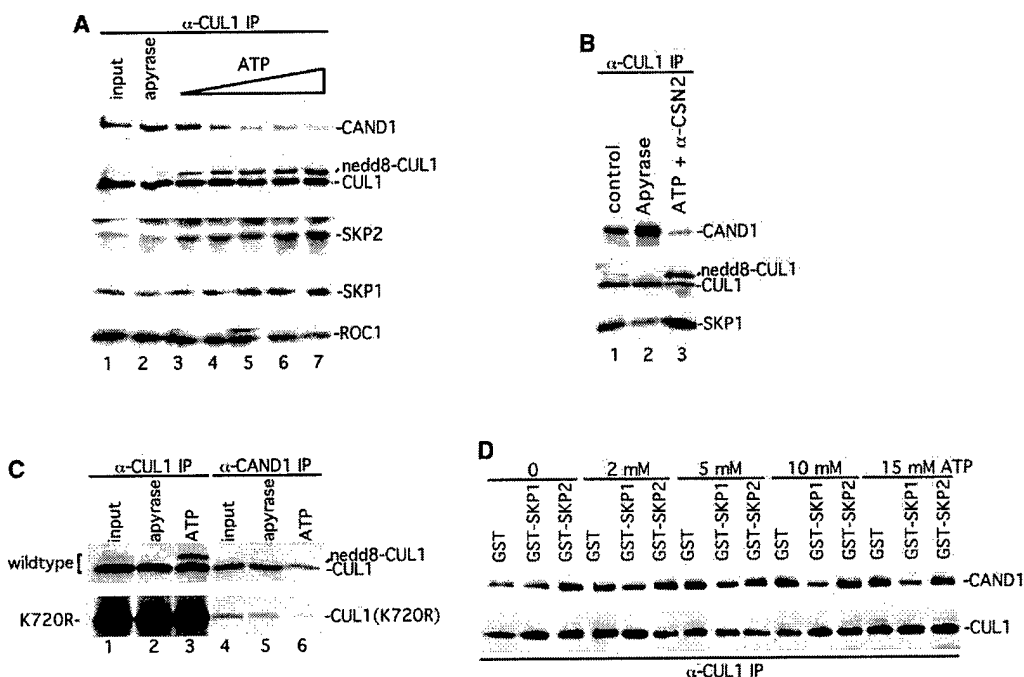 A
α-CUL1 IP
input
apyrase
ATP
-CAND1
nedd8-CUL1
-CUL1
-SKP2
-SKP1
-ROC1
1 2 3 4 5 6 7
B
α-CUL1 IP
control
Apyrase
ATP + α-CSN2
-CAND1
nedd8-CUL1
-CUL1
-SKP1
1 2 3
C
α-CUL1 IP α-CAND1 IP
input
apyrase
ATP
input
apyrase
ATP
wildtype[
nedd8-CUL1
-CUL1
K720R-
-CUL1(K720R)
1 2 3 4 5 6
D
0 2 mM 5 mM 10 mM 15 mM ATP
GST
GST-SKP1
GST-SKP2
GST
GST-SKP1
GST-SKP2
GST
GST-SKP1
GST-SKP2
GST
GST-SKP1
GST-SKP2
GST
GST-SKP1
GST-SKP2
-CAND1
-CUL1
α-CUL1 IP